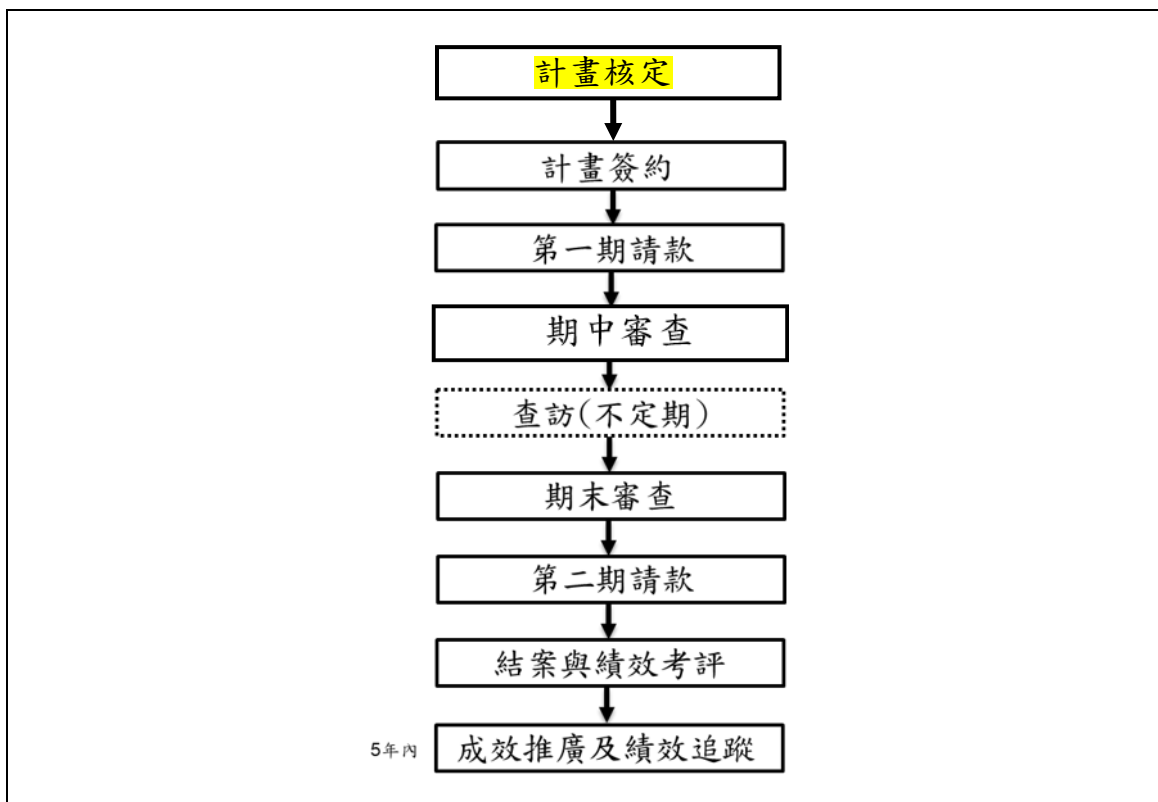 計畫核定
計畫簽約
第一期請款
期中審查
查訪(不定期)
期末審查
第二期請款
結案與績效考評
5年內 成效推廣及績效追蹤